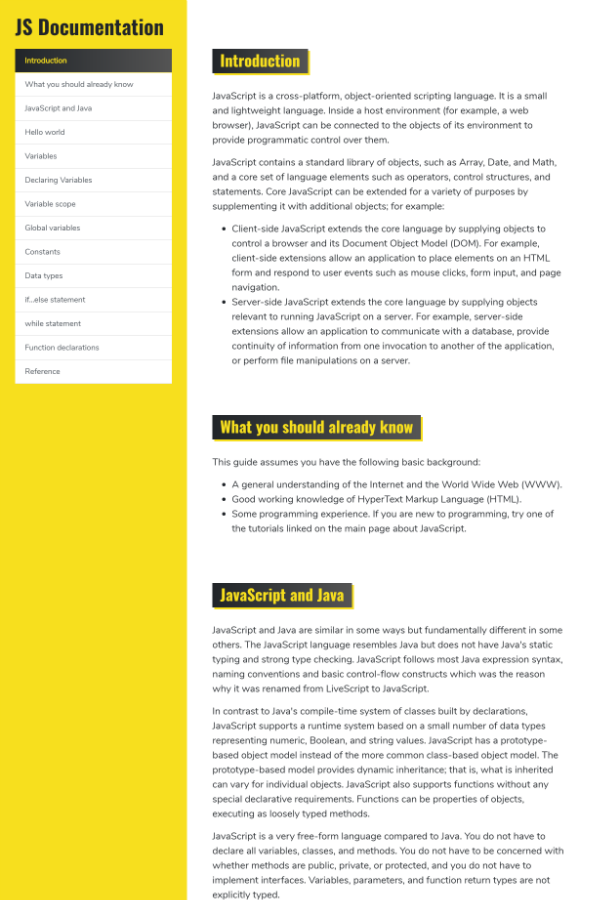 JS Documentation
Introduction
What you should already know
JavaScript and Java
Hello world
Variables
Declaring Variables
Variable scope
Global variables
Constants
Data types
if...else statement
while statement
Function declarations
Reference
Introduction
JavaScript is a cross-platform, object-oriented scripting language. It is a small
and lightweight language. Inside a host environment (for example, a web
browser), JavaScript can be connected to the objects of its environment to
provide programmatic control over them.
JavaScript contains a standard library of objects, such as Array, Date, and Math,
and a core set of language elements such as operators, control structures, and
statements. Core JavaScript can be extended for a variety of purposes by
supplementing it with additional objects; for example:
• Client-side JavaScript extends the core language by supplying objects to
control a browser and its Document Object Model (DOM). For example,
client-side extensions allow an application to place elements on an HTML
form and respond to user events such as mouse clicks, form input, and page
navigation.
• Server-side JavaScript extends the core language by supplying objects
relevant to running JavaScript on a server. For example, server-side
extensions allow an application to communicate with a database, provide
continuity of information from one invocation to another of the application,
or perform file manipulations on a server.
What you should already know
This guide assumes you have the following basic background:
• A general understanding of the Internet and the World Wide Web (WWW).
• Good working knowledge of HyperText Markup Language (HTML).
• Some programming experience. If you are new to programming, try one of
the tutorials linked on the main page about JavaScript.
JavaScript and Java
JavaScript and Java are similar in some ways but fundamentally different in some
others. The JavaScript language resembles Java but does not have Java's static
typing and strong type checking. JavaScript follows most Java expression syntax,
naming conventions and basic control-flow constructs which was the reason
why it was renamed from LiveScript to JavaScript.
In contrast to Java's compile-time system of classes built by declarations,
JavaScript supports a runtime system based on a small number of data types
representing numeric, Boolean, and string values. JavaScript has a prototype-
based object model instead of the more common class-based object model. The
prototype-based model provides dynamic inheritance; that is, what is inherited
can vary for individual objects. JavaScript also supports functions without any
special declarative requirements. Functions can be properties of objects,
executing as loosely typed methods.
JavaScript is a very free-form language compared to Java. You do not have to
declare all variables, classes, and methods. You do not have to be concerned with
whether methods are public, private, or protected, and you do not have to
implement interfaces. Variables, parameters, and function return types are not
explicitly typed.